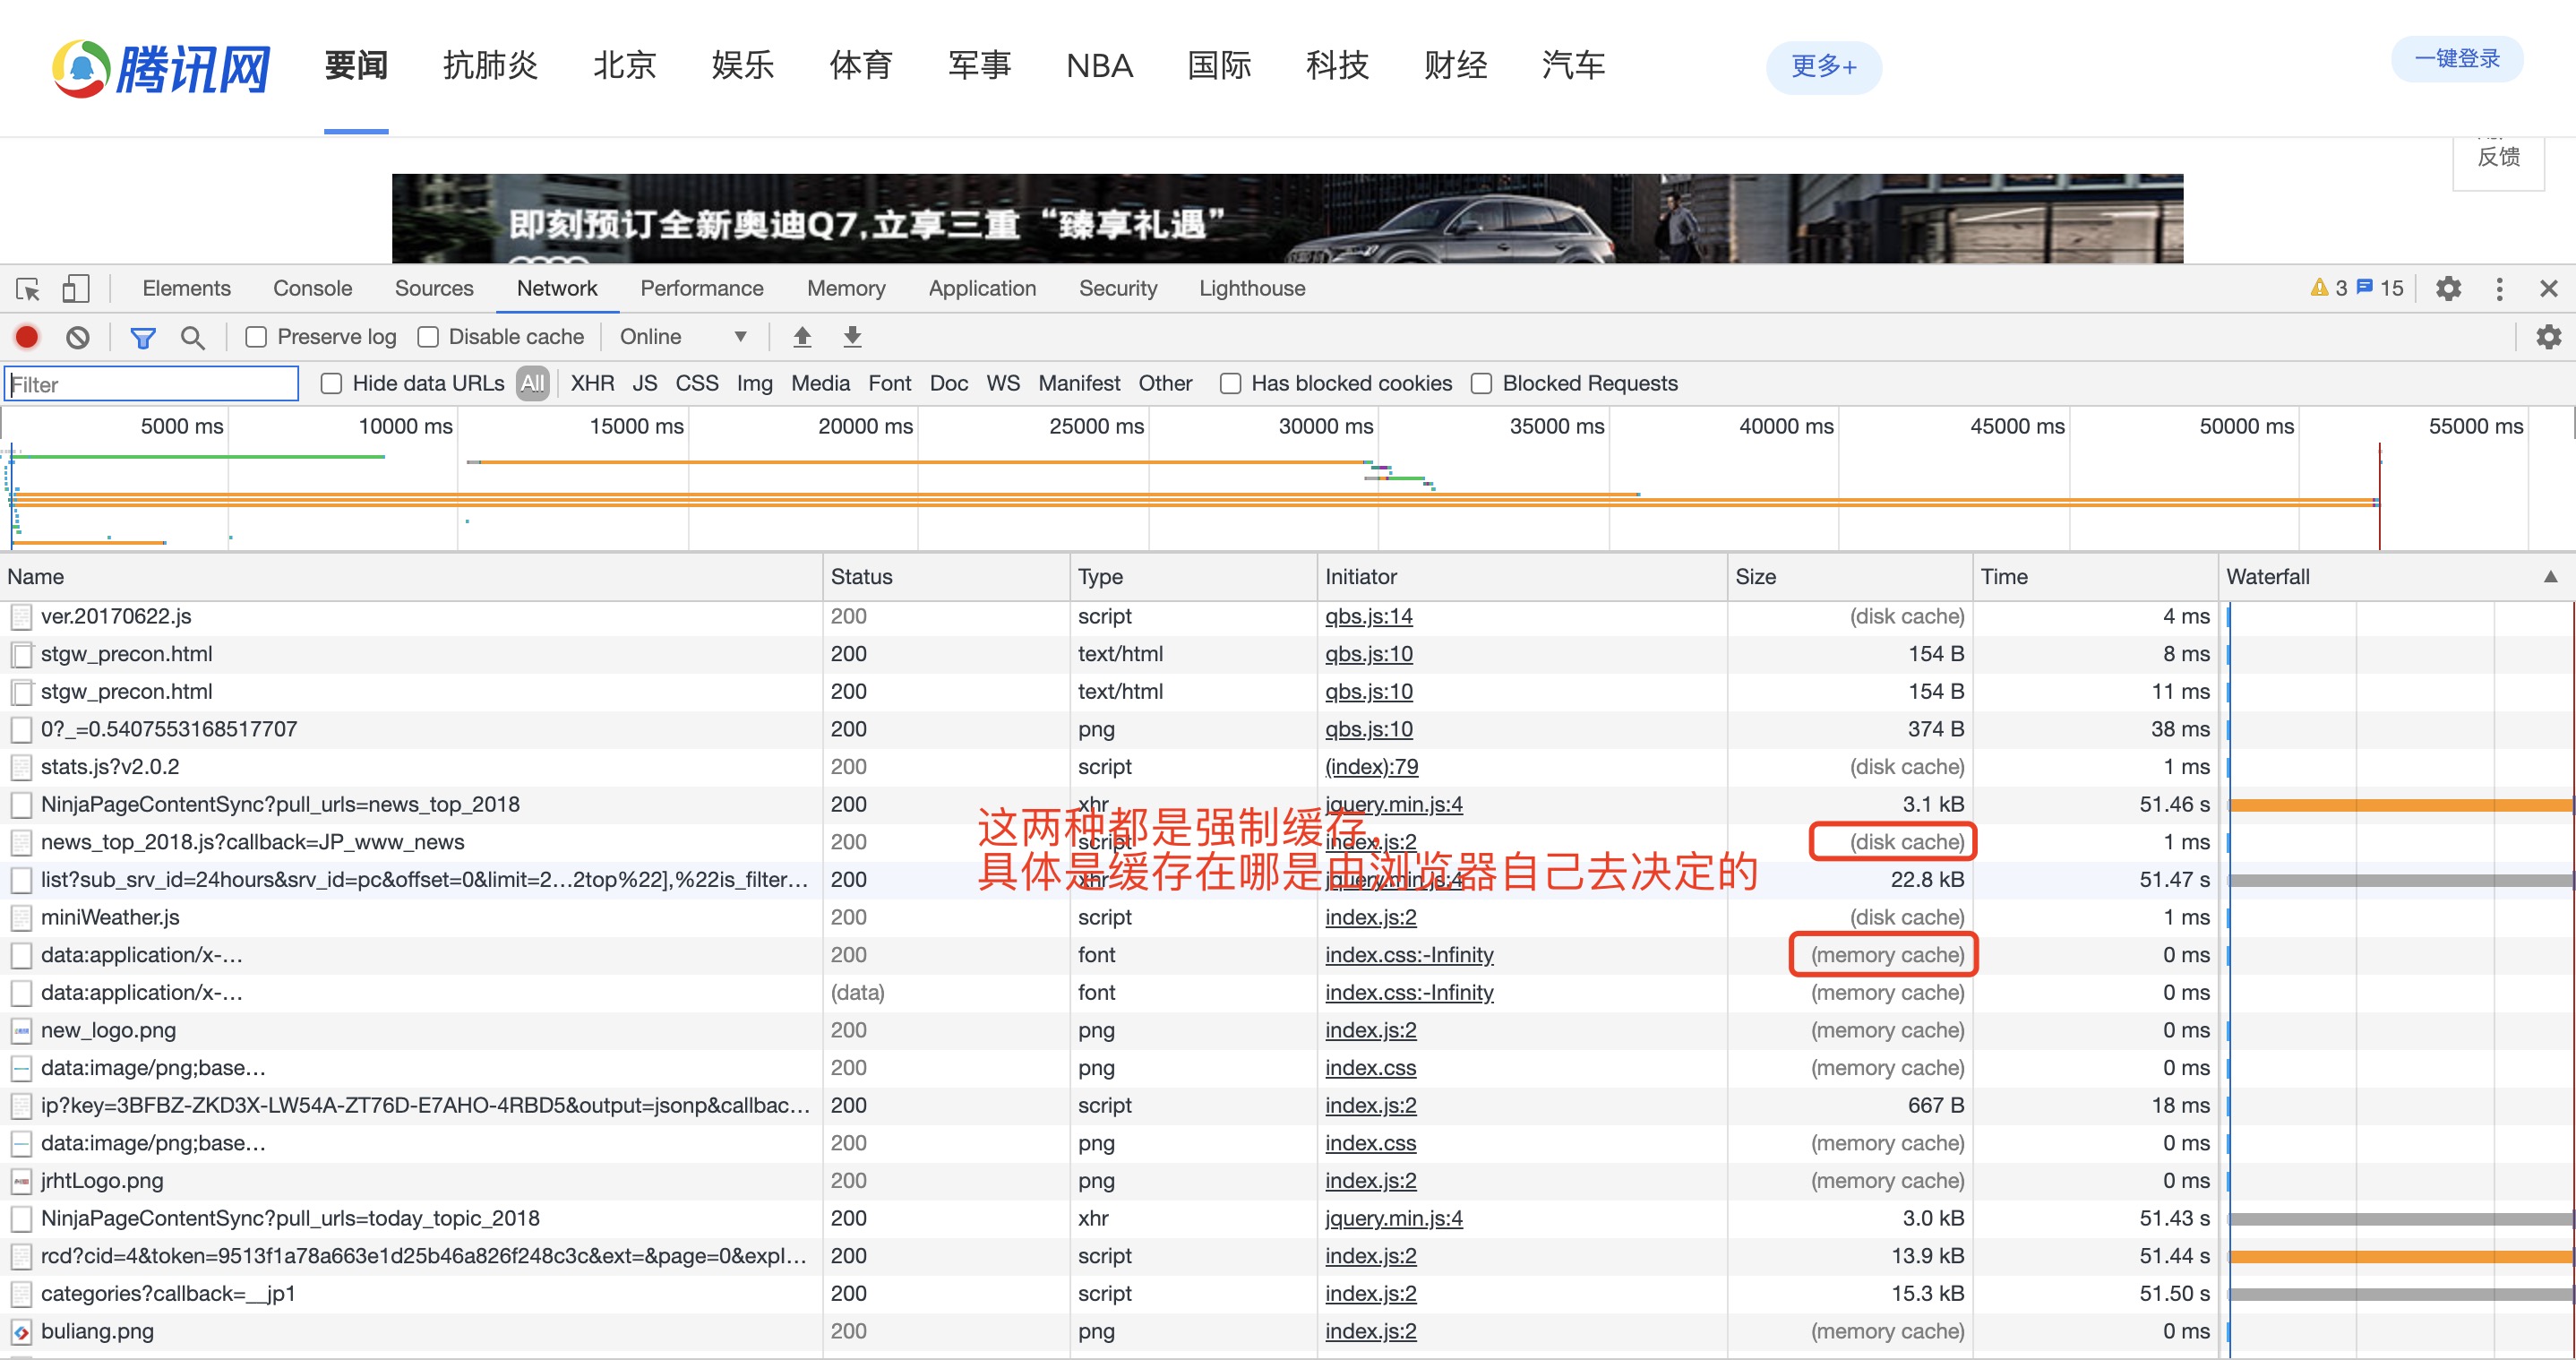 腾讯网 要闻 抗肺炎 北京 娱乐 体育 军事 NBA 国际 科技 财经 汽车 更多+ 一键登录
反馈
即刻预订全新奥迪Q7,立享三重“臻享礼遇”
Elements Console Sources Network Performance Memory Application Security Lighthouse 3 15
Preserve log Disable cache Online
Filter Hide data URLs All XHR JS CSS Img Media Font Doc WS Manifest Other Has blocked cookies Blocked Requests
5000 ms 10000 ms 15000 ms 20000 ms 25000 ms 30000 ms 35000 ms 40000 ms 45000 ms 50000 ms 55000 ms
Name Status Type Initiator Size Time Waterfall
ver.20170622.js 200 script qbs.js:14 (disk cache) 4 ms
stgw_precon.html 200 text/html qbs.js:10 154 B 8 ms
stgw_precon.html 200 text/html qbs.js:10 154 B 11 ms
0?_=0.5407553168517707 200 png qbs.js:10 374 B 38 ms
stats.js?v2.0.2 200 script (index):79 (disk cache) 1 ms
NinjaPageContentSync?pull_urls=news_top_2018 200 xhr jquery.min.js:4 3.1 kB 51.46 s
这两种都是强制缓存,
news_top_2018.js?callback=JP_www_news 200 script index.js:2 (disk cache) 1 ms
具体是缓存在哪是由浏览器自己去决定的
list?sub_srv_id=24hours&srv_id=pc&offset=0&limit=2…2top%22],%22is_filter… 200 xhr jquery.min.js:4 22.8 kB 51.47 s
miniWeather.js 200 script index.js:2 (disk cache) 1 ms
data:application/x-… 200 font index.css:-Infinity (memory cache) 0 ms
data:application/x-… (data) font index.css:-Infinity (memory cache) 0 ms
new_logo.png 200 png index.js:2 (memory cache) 0 ms
data:image/png;base… 200 png index.css (memory cache) 0 ms
ip?key=3BFBZ-ZKD3X-LW54A-ZT76D-E7AHO-4RBD5&output=jsonp&callbac… 200 script index.js:2 667 B 18 ms
data:image/png;base… 200 png index.css (memory cache) 0 ms
jrhtLogo.png 200 png index.js:2 (memory cache) 0 ms
NinjaPageContentSync?pull_urls=today_topic_2018 200 xhr jquery.min.js:4 3.0 kB 51.43 s
rcd?cid=4&token=9513f1a78a663e1d25b46a826f248c3c&ext=&page=0&expl… 200 script index.js:2 13.9 kB 51.44 s
categories?callback=__jp1 200 script index.js:2 15.3 kB 51.50 s
buliang.png 200 png index.js:2 (memory cache) 0 ms